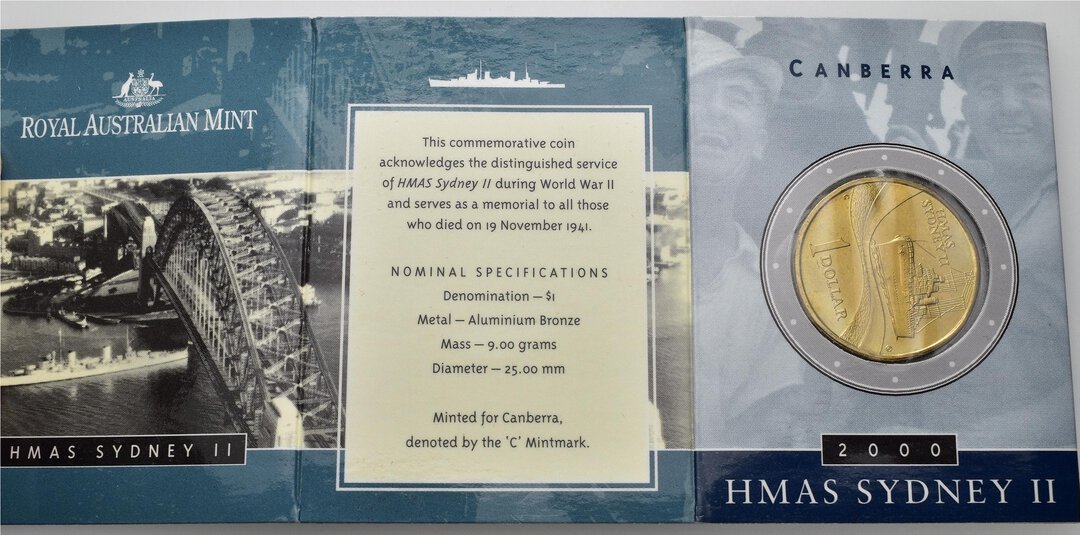 AUSTRALIA
ROYAL AUSTRALIAN MINT
HMAS SYDNEY II
This commemorative coin
acknowledges the distinguished service
of HMAS Sydney II during World War II
and serves as a memorial to all those
who died on 19 November 1941.
NOMINAL SPECIFICATIONS
Denomination — $1
Metal — Aluminium Bronze
Mass — 9.00 grams
Diameter — 25.00 mm
Minted for Canberra,
denoted by the 'C' Mintmark.
CANBERRA
HMAS
SYDNEY II
1 DOLLAR
2000
HMAS SYDNEY II